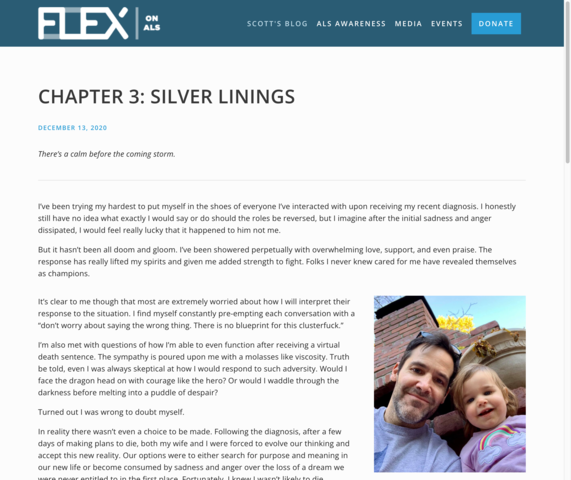 FLEX ON ALS
SCOTT'S BLOG ALS AWARENESS MEDIA EVENTS DONATE
CHAPTER 3: SILVER LININGS
DECEMBER 13, 2020
There's a calm before the coming storm.
I've been trying my hardest to put myself in the shoes of everyone I've interacted with upon receiving my recent diagnosis. I honestly
still have no idea what exactly I would say or do should the roles be reversed, but I imagine after the initial sadness and anger
dissipated, I would feel really lucky that it happened to him not me.
But it hasn't been all doom and gloom. I've been showered perpetually with overwhelming love, support, and even praise. The
response has really lifted my spirits and given me added strength to fight. Folks I never knew cared for me have revealed themselves
as champions.
It's clear to me though that most are extremely worried about how I will interpret their
response to the situation. I find myself constantly pre-empting each conversation with a
"don't worry about saying the wrong thing. There is no blueprint for this clusterfuck."
I'm also met with questions of how I'm able to even function after receiving a virtual
death sentence. The sympathy is poured upon me with a molasses like viscosity. Truth
be told, even I was always skeptical at how I would respond to such adversity. Would I
face the dragon head on with courage like the hero? Or would I waddle through the
darkness before melting into a puddle of despair?
Turned out I was wrong to doubt myself.
In reality there wasn't even a choice to be made. Following the diagnosis, after a few
days of making plans to die, both my wife and I were forced to evolve our thinking and
accept this new reality. Our options were to either search for purpose and meaning in
our new life or become consumed by sadness and anger over the loss of a dream we
were never entitled to in the first place. Fortunately, I knew I wasn't likely to die